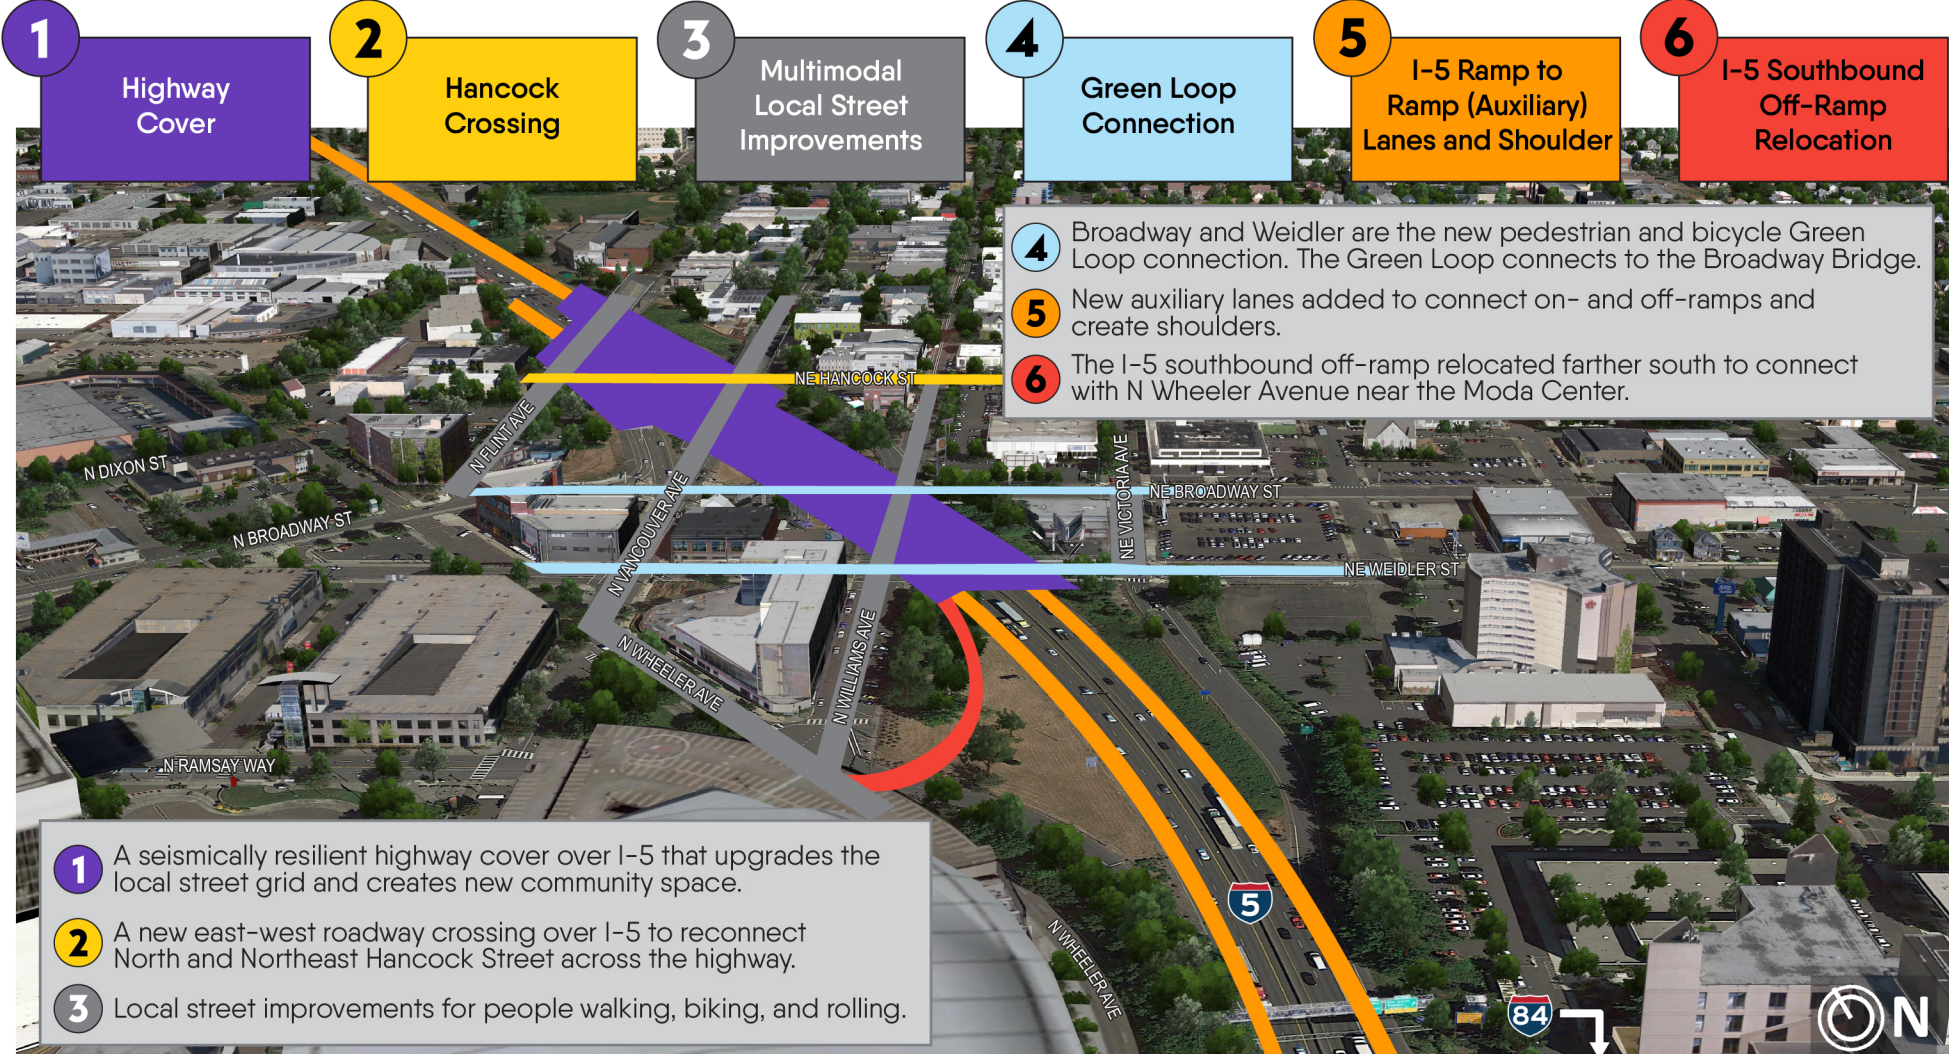 1
Highway
Cover
2
Hancock
Crossing
3
Multimodal
Local Street
Improvements
4
Green Loop
Connection
5
I-5 Ramp to
Ramp (Auxiliary)
Lanes and Shoulder
6
I-5 Southbound
Off-Ramp
Relocation
4
Broadway and Weidler are the new pedestrian and bicycle Green
Loop connection. The Green Loop connects to the Broadway Bridge.
5
New auxiliary lanes added to connect on- and off-ramps and
create shoulders.
6
The I-5 southbound off-ramp relocated farther south to connect
with N Wheeler Avenue near the Moda Center.
NE HANCOCK ST
N FLINT AVE
N DIXON ST
N BROADWAY ST
N VANCOUVER AVE
NE VICTORIA AVE
NE BROADWAY ST
NE WEIDLER ST
N WHEELER AVE
N WILLIAMS AVE
N RAMSAY WAY
1
A seismically resilient highway cover over I-5 that upgrades the
local street grid and creates new community space.
2
A new east-west roadway crossing over I-5 to reconnect
North and Northeast Hancock Street across the highway.
3
Local street improvements for people walking, biking, and rolling.
5
N WHEELER AVE
84
N